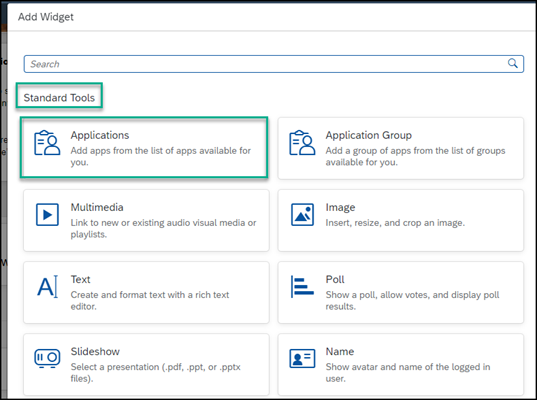 Add Widget
Search
Standard Tools
Applications
Add apps from the list of apps available for
you.
Application Group
Add a group of apps from the list of groups
available for you.
Multimedia
Link to new or existing audio visual media or
playlists.
Image
Insert, resize, and crop an image.
Text
Create and format text with a rich text
editor.
Poll
Show a poll, allow votes, and display poll
results.
Slideshow
Select a presentation (.pdf, .ppt, or .pptx
files).
Name
Show avatar and name of the logged in
user.